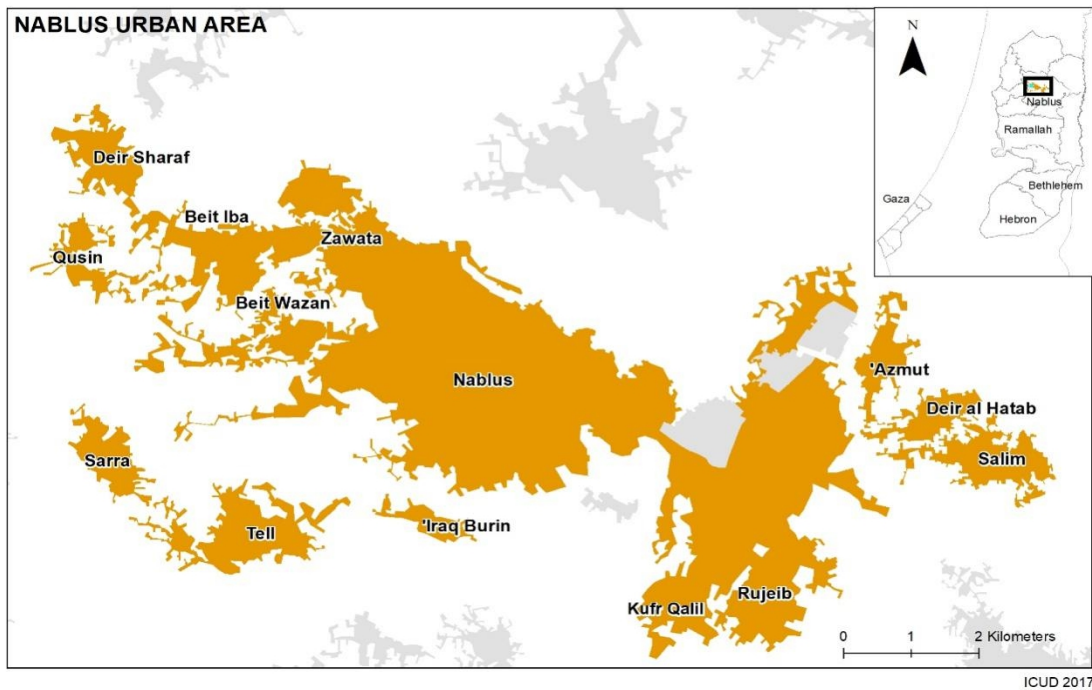 NABLUS URBAN AREA
N
Nablus
Ramallah
Bethlehem
Gaza
Hebron
Deir Sharaf
Beit Iba
Zawata
Qusin
Beit Wazan
Nablus
'Azmut
Deir al Hatab
Salim
Sarra
Tell
'Iraq Burin
Kufr Qalil
Rujeib
0 1 2 Kilometers
ICUD 2017